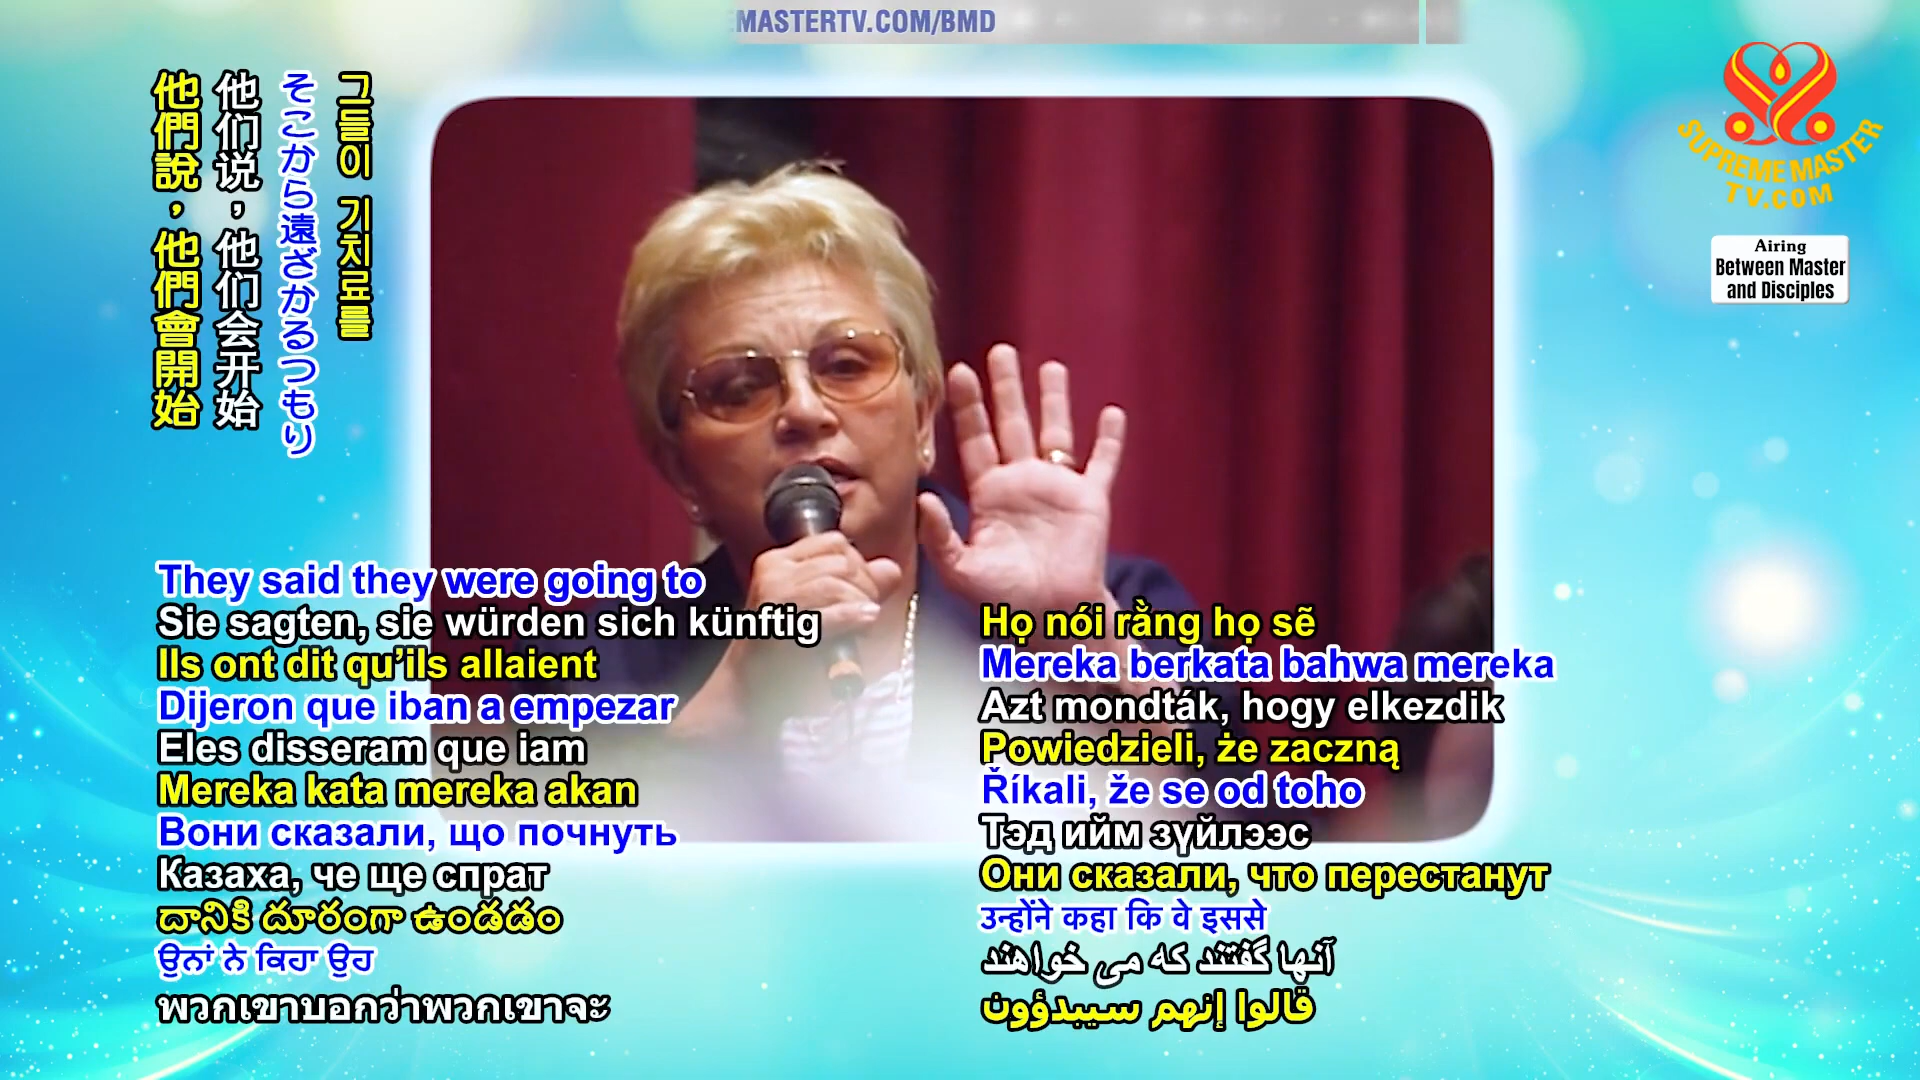 MASTERTV.COM/BMD
SUPREME MASTER
TV.COM
Airing
Between Master
and Disciples
그들이 기치료를
そこから遠ざかるつもり
他们说，他们会开始
他們說，他們會開始
They said they were going to
Sie sagten, sie würden sich künftig
Ils ont dit qu’ils allaient
Dijeron que iban a empezar
Eles disseram que iam
Mereka kata mereka akan
Вони сказали, що почнуть
Казаха, че ще спрат
దానికి దూరంగా ఉండడం
ਉਨਾਂ ਨੇ ਕਿਹਾ ਉਹ
พวกเขาบอกว่าพวกเขาจะ
Họ nói rằng họ sẽ
Mereka berkata bahwa mereka
Azt mondták, hogy elkezdik
Powiedzieli, że zaczną
Říkali, že se od toho
Тэд ийм зүйлээс
Они сказали, что перестанут
उन्होंने कहा कि वे इससे
آنها گفتند که می خواهند
قالوا إنهم سيبدؤون